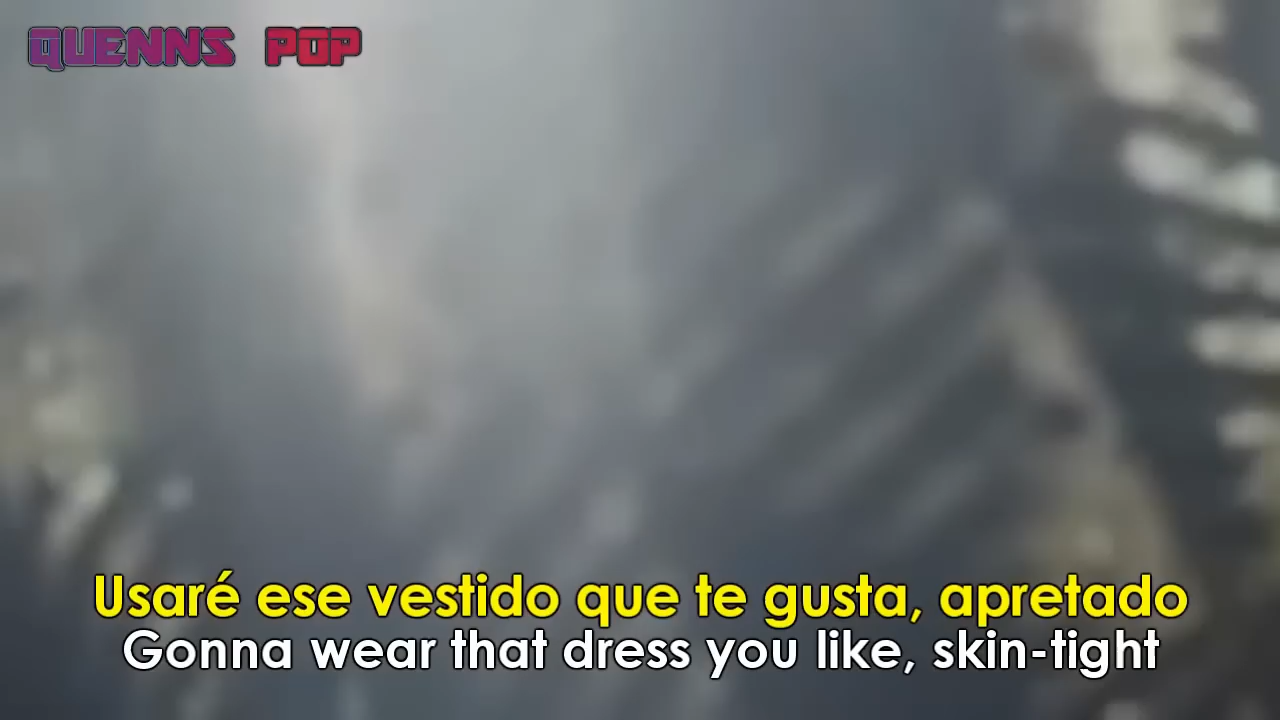 QUENNS POP
Usaré ese vestido que te gusta, apretado
Gonna wear that dress you like, skin-tight